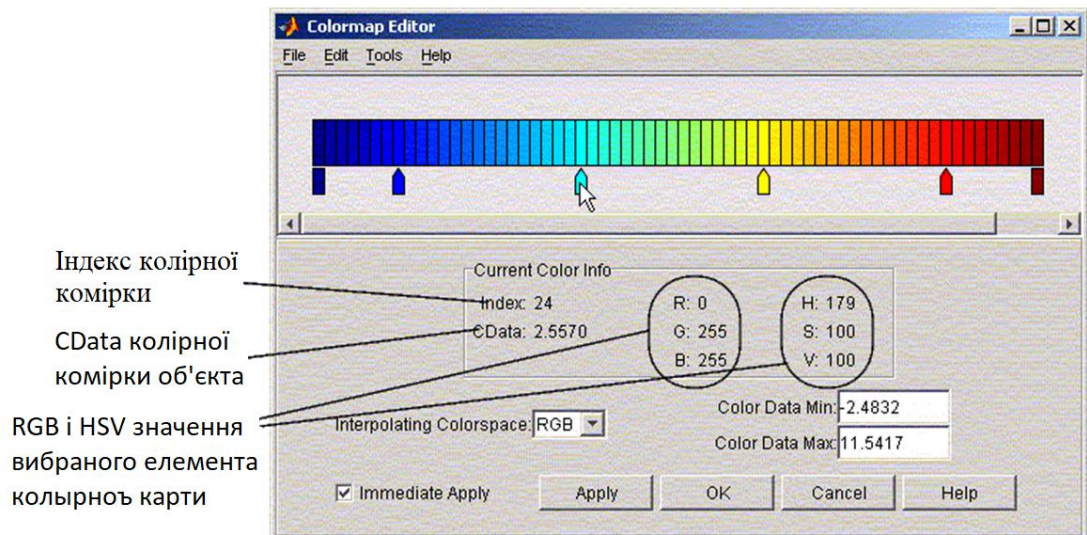 Colormap Editor
File Edit Tools Help
Current Color Info
Index: 24
CData: 2.5570
R: 0
G: 255
B: 255
H: 179
S: 100
V: 100
Індекс колірної
комірки
CData колірної
комірки об'єкта
RGB і HSV значення
вибраного елемента
колырноъ карти
Interpolating Colorspace: RGB
Color Data Min: -2.4832
Color Data Max: 11.5417
Immediate Apply
Apply OK Cancel Help